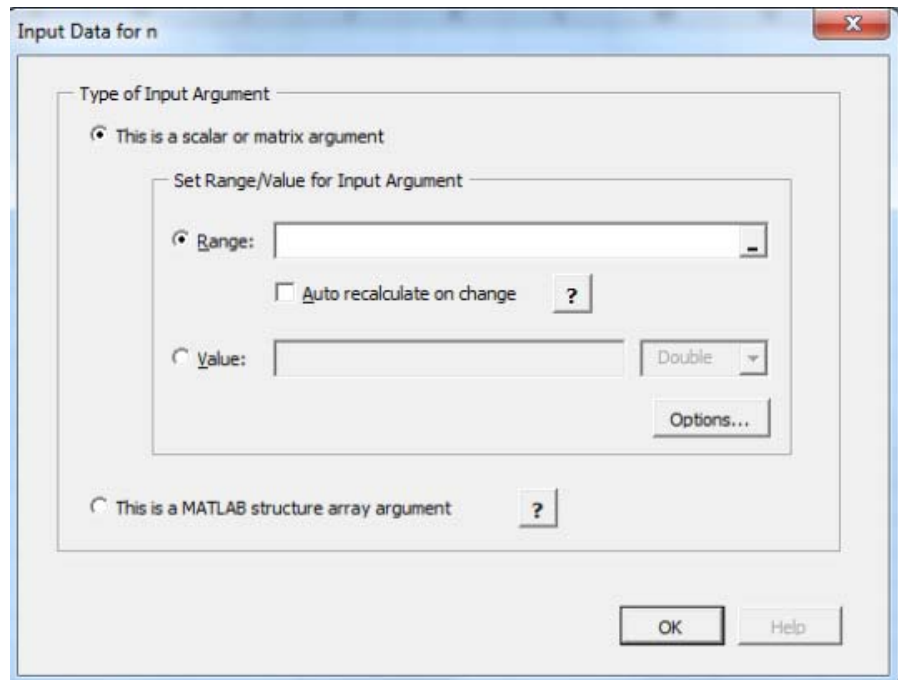 Input Data for n
Type of Input Argument
This is a scalar or matrix argument
Set Range/Value for Input Argument
Range:
Auto recalculate on change ?
Value: Double
Options...
This is a MATLAB structure array argument ?
OK Help